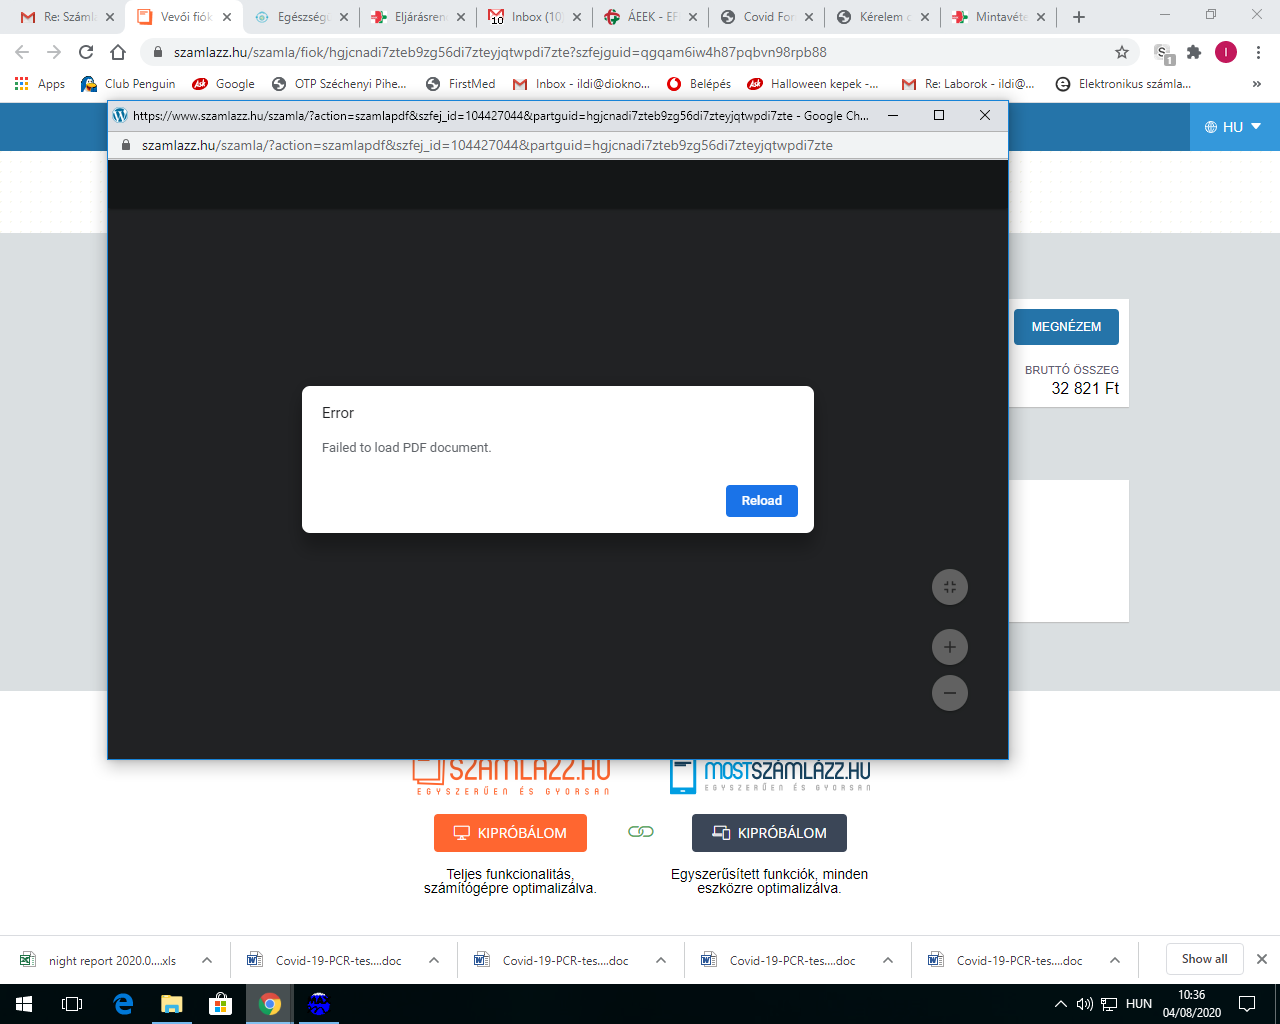 Re: Számla
Vevői fiók
Egészségü
Eljárásren
Inbox (10)
ÁEEK - EF
Covid For
Kérelem c
Mintavéte
10
szamlazz.hu/szamla/fiok/hgjcnadi7zteb9zg56di7zteyjqtwpdi7zte?szfejguid=qgqam6iw4h87pqbvn98rpb88
S
1
I
Apps
Club Penguin
Ask
Google
OTP Széchenyi Pihe...
FirstMed
Inbox - ildi@diokno...
Belépés
Ask
Halloween kepek -...
Re: Laborok - ildi@...
Elektronikus számla...
»
https://www.szamlazz.hu/szamla/?action=szamlapdf&szfej_id=104427044&partguid=hgjcnadi7zteb9zg56di7zteyjqtwpdi7zte - Google Ch...
szamlazz.hu/szamla/?action=szamlapdf&szfej_id=104427044&partguid=hgjcnadi7zteb9zg56di7zteyjqtwpdi7zte
HU
MEGNÉZEM
BRUTTÓ ÖSSZEG
32 821 Ft
Error
Failed to load PDF document.
Reload
SZÁMLÁZZ.HU
EGYSZERŰEN ÉS GYORSAN
MOSTSZÁMLÁZZ.HU
EGYSZERŰEN ÉS GYORSAN
KIPRÓBÁLOM
KIPRÓBÁLOM
Teljes funkcionalitás,
számítógépre optimalizálva.
Egyszerűsített funkciók, minden
eszközre optimalizálva.
night report 2020.0....xls
Covid-19-PCR-tes....doc
Covid-19-PCR-tes....doc
Covid-19-PCR-tes....doc
Covid-19-PCR-tes....doc
Show all
HUN
10:36
04/08/2020